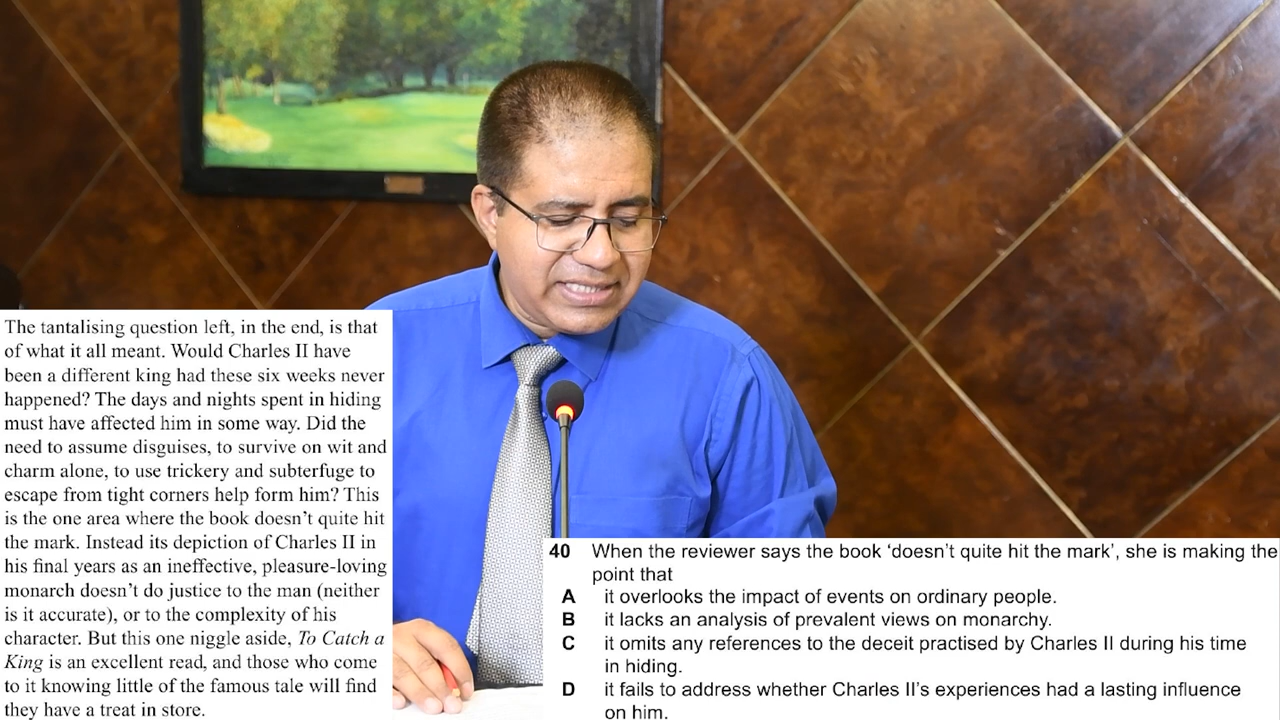 The tantalising question left, in the end, is that
of what it all meant. Would Charles II have
been a different king had these six weeks never
happened? The days and nights spent in hiding
must have affected him in some way. Did the
need to assume disguises, to survive on wit and
charm alone, to use trickery and subterfuge to
escape from tight corners help form him? This
is the one area where the book doesn't quite hit
the mark. Instead its depiction of Charles II in
his final years as an ineffective, pleasure-loving
monarch doesn't do justice to the man (neither
is it accurate), or to the complexity of his
character. But this one niggle aside, To Catch a
King is an excellent read, and those who come
to it knowing little of the famous tale will find
they have a treat in store.
40 When the reviewer says the book ‘doesn't quite hit the mark’, she is making the
point that
A it overlooks the impact of events on ordinary people.
B it lacks an analysis of prevalent views on monarchy.
C it omits any references to the deceit practised by Charles II during his time
in hiding.
D it fails to address whether Charles II's experiences had a lasting influence
on him.